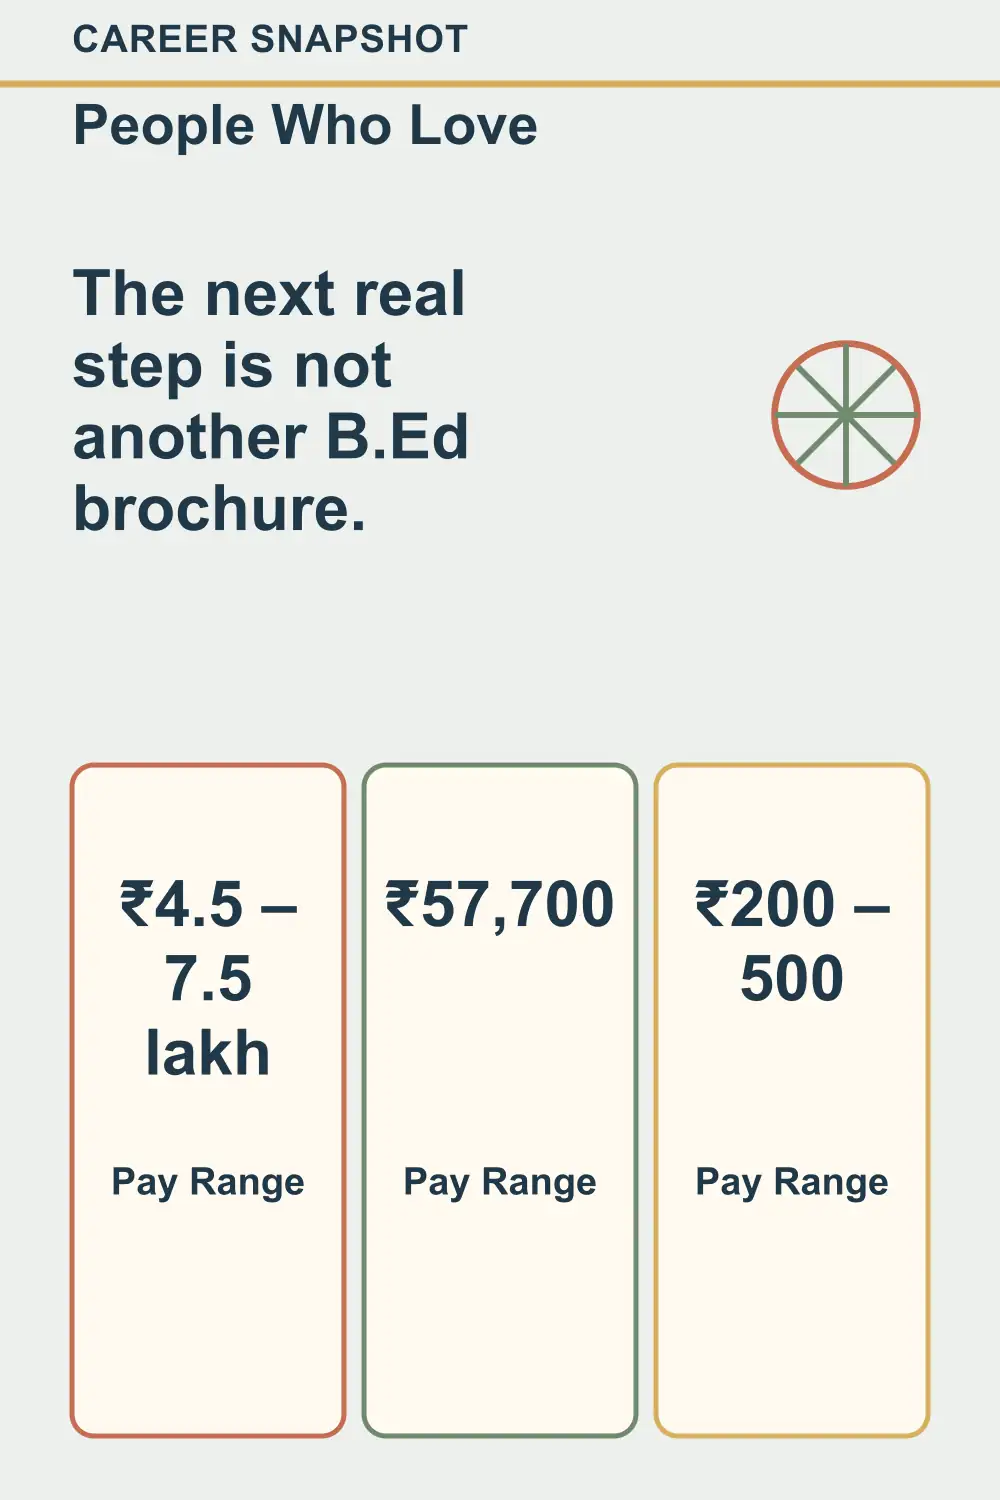 CAREER SNAPSHOT
People Who Love
The next real
step is not
another B.Ed
brochure.
₹4.5 –
7.5
lakh
Pay Range
₹57,700
Pay Range
₹200 –
500
Pay Range